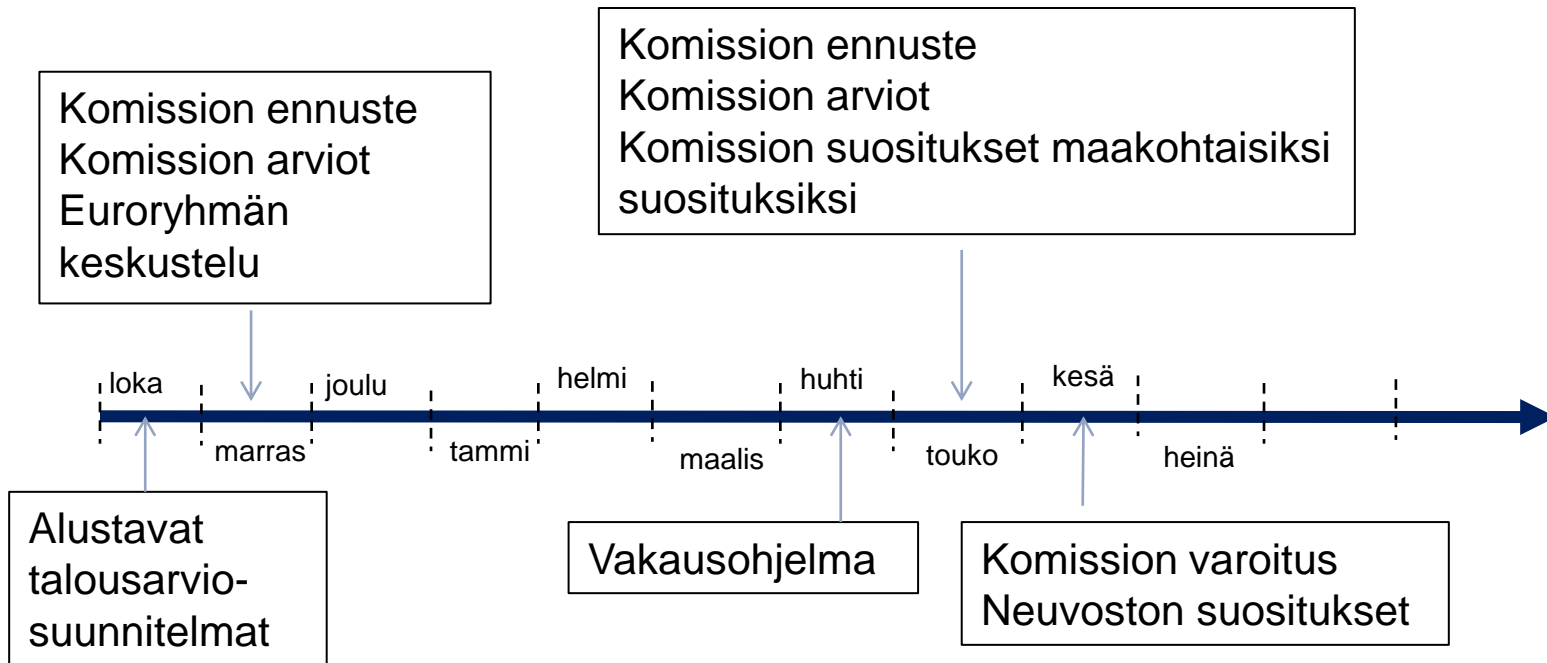 Komission ennuste
Komission arviot
Euroryhmän
keskustelu
Komission ennuste
Komission arviot
Komission suositukset maakohtaisiksi
suosituksiksi
loka
marras
joulu
tammi
helmi
maalis
huhti
touko
kesä
heinä
Alustavat
talousarvio-
suunnitelmat
Vakausohjelma
Komission varoitus
Neuvoston suositukset